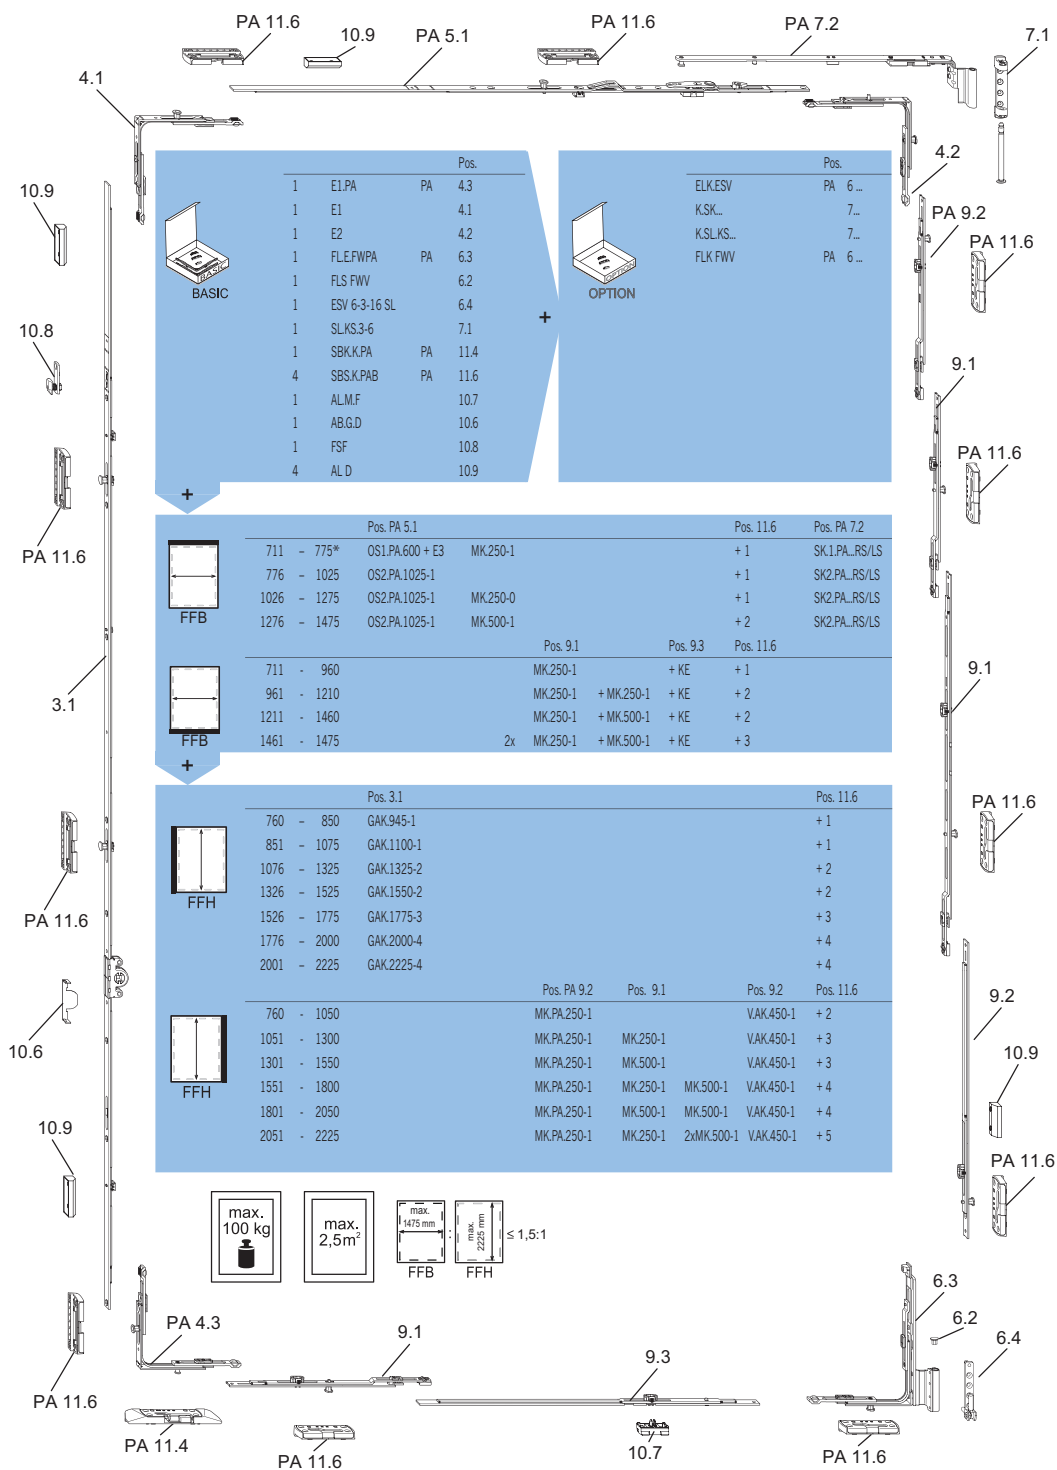 PA 11.6
10.9
PA 5.1
PA 11.6
PA 7.2
7.1
4.1
4.2
10.9
PA 9.2
PA 11.6
10.8
9.1
PA 11.6
PA 11.6
3.1
9.1
PA 11.6
PA 11.6
10.6
9.2
10.9
10.9
PA 11.6
Pos.
1 E1.PA PA 4.3
1 E1 4.1
1 E2 4.2
1 FL.E.FWPA PA 6.3
1 FLS FWV 6.2
1 ESV 6-3-16 SL 6.4
1 SL.KS.3-6 7.1
1 SBK.K.PA PA 11.4
4 SBS.K.PAB PA 11.6
1 AL.M.F 10.7
1 AB.G.D 10.6
1 FSF 10.8
4 AL D 10.9
BASIC
BASIC
+
Pos.
ELK.ESV PA 6 ...
K.SK... 7...
K.SL.KS... 7...
FLK FWV PA 6 ...
OPTION
OPTION
+
Pos. PA 5.1 Pos. 11.6 Pos. PA 7.2
711 – 775* OS1.PA.600 + E3 MK.250-1 + 1 SK.1.PA...RS/LS
776 – 1025 OS2.PA.1025-1 + 1 SK2.PA...RS/LS
1026 – 1275 OS2.PA.1025-1 MK.250-0 + 1 SK2.PA...RS/LS
1276 – 1475 OS2.PA.1025-1 MK.500-1 + 2 SK2.PA...RS/LS
FFB
Pos. 9.1 Pos. 9.3 Pos. 11.6
711 - 960 MK.250-1 + KE + 1
961 - 1210 MK.250-1 + MK.250-1 + KE + 2
1211 - 1460 MK.250-1 + MK.500-1 + KE + 2
1461 - 1475 2x MK.250-1 + MK.500-1 + KE + 3
FFB
+
Pos. 3.1 Pos. 11.6
760 – 850 GAK.945-1 + 1
851 – 1075 GAK.1100-1 + 1
1076 – 1325 GAK.1325-2 + 2
1326 – 1525 GAK.1550-2 + 2
1526 – 1775 GAK.1775-3 + 3
1776 – 2000 GAK.2000-4 + 4
2001 – 2225 GAK.2225-4 + 4
FFH
Pos. PA 9.2 Pos. 9.1 Pos. 9.2 Pos. 11.6
760 - 1050 MK.PA.250-1 V.AK.450-1 + 2
1051 - 1300 MK.PA.250-1 MK.250-1 V.AK.450-1 + 3
1301 - 1550 MK.PA.250-1 MK.500-1 V.AK.450-1 + 3
1551 - 1800 MK.PA.250-1 MK.250-1 MK.500-1 V.AK.450-1 + 4
1801 - 2050 MK.PA.250-1 MK.500-1 MK.500-1 V.AK.450-1 + 4
2051 - 2225 MK.PA.250-1 MK.250-1 2xMK.500-1 V.AK.450-1 + 5
FFH
max.
100 kg
max.
2,5m²
max.
1475 mm
FFB
:
max.
2225 mm
FFH
≤ 1,5:1
6.3
6.2
6.4
PA 4.3
9.1
9.3
PA 11.6
PA 11.4
PA 11.6
10.7
PA 11.6